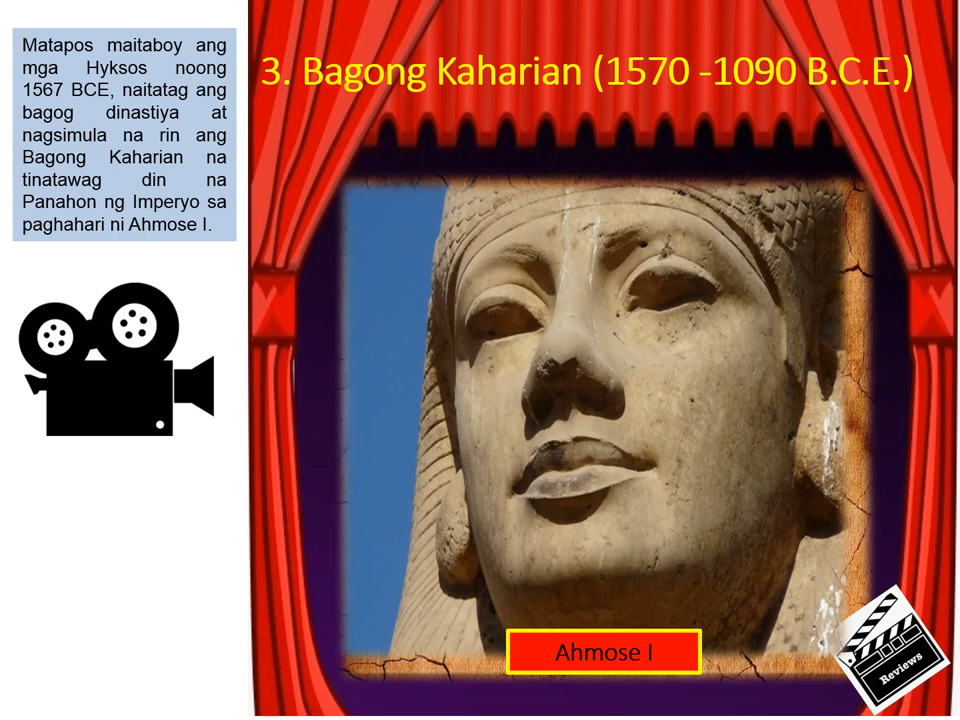 Matapos maitaboy ang
mga Hyksos noong
1567 BCE, naitatag ang
bagog dinastiya at
nagsimula na rin ang
Bagong Kaharian na
tinatawag din na
Panahon ng Imperyo sa
paghahari ni Ahmose I.
3. Bagong Kaharian (1570 -1090 B.C.E.)
Ahmose I
Reviews